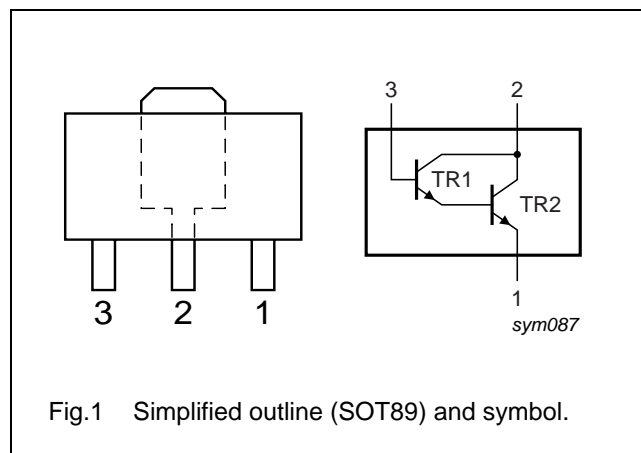 3 2
TR1
TR2
1
sym087
3 2 1
Fig.1 Simplified outline (SOT89) and symbol.